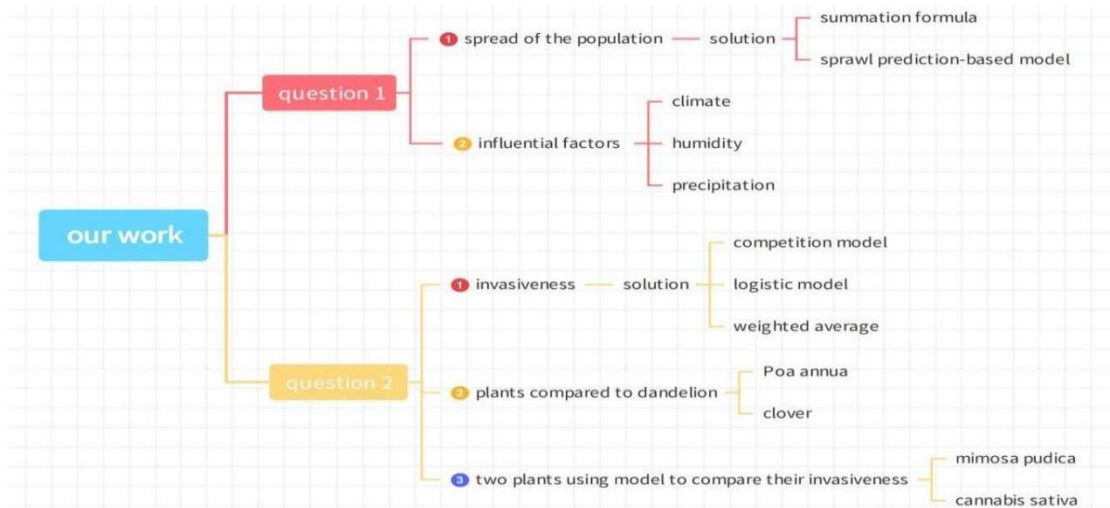 our work
question 1
1 spread of the population
solution
summation formula
sprawl prediction-based model
2 influential factors
climate
humidity
precipitation
question 2
1 invasiveness
solution
competition model
logistic model
weighted average
2 plants compared to dandelion
Poa annua
clover
3 two plants using model to compare their invasiveness
mimosa pudica
cannabis sativa